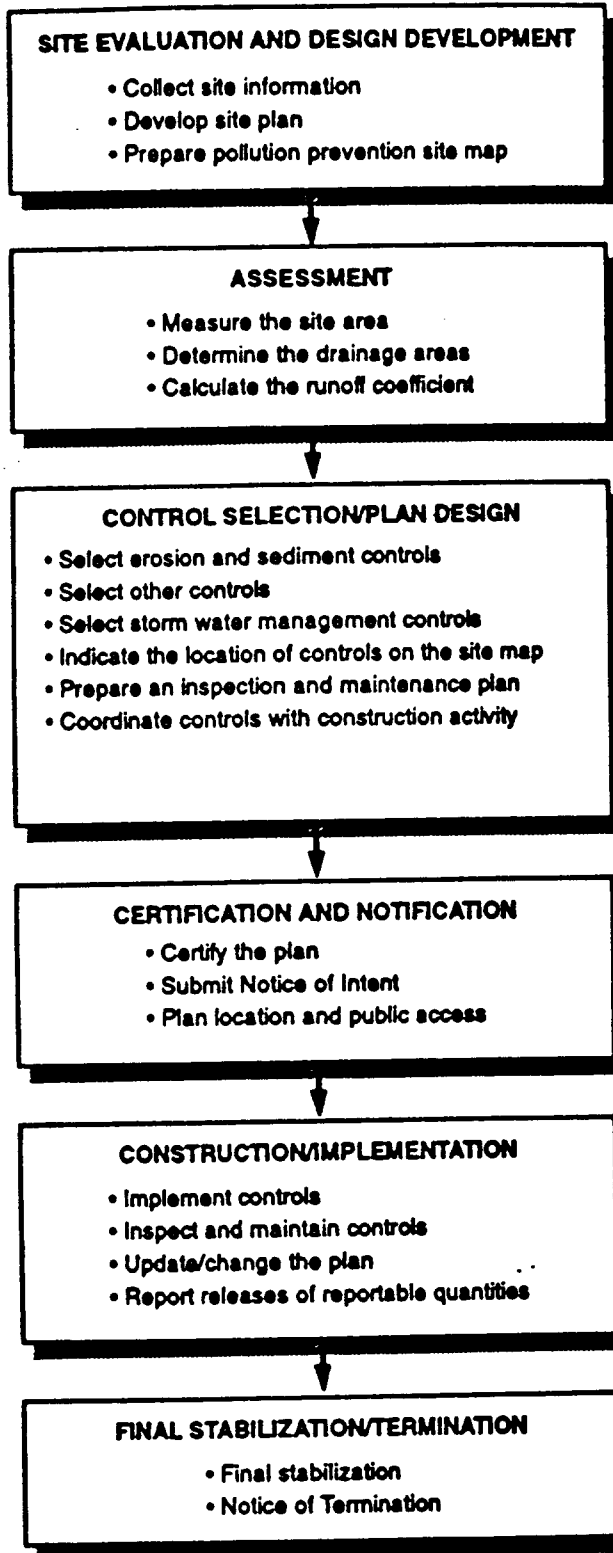 SITE EVALUATION AND DESIGN DEVELOPMENT
• Collect site information
• Develop site plan
• Prepare pollution prevention site map
ASSESSMENT
• Measure the site area
• Determine the drainage areas
• Calculate the runoff coefficient
CONTROL SELECTION/PLAN DESIGN
• Select erosion and sediment controls
• Select other controls
• Select storm water management controls
• Indicate the location of controls on the site map
• Prepare an inspection and maintenance plan
• Coordinate controls with construction activity
CERTIFICATION AND NOTIFICATION
• Certify the plan
• Submit Notice of Intent
• Plan location and public access
CONSTRUCTION/IMPLEMENTATION
• Implement controls
• Inspect and maintain controls
• Update/change the plan
• Report releases of reportable quantities
FINAL STABILIZATION/TERMINATION
• Final stabilization
• Notice of Termination